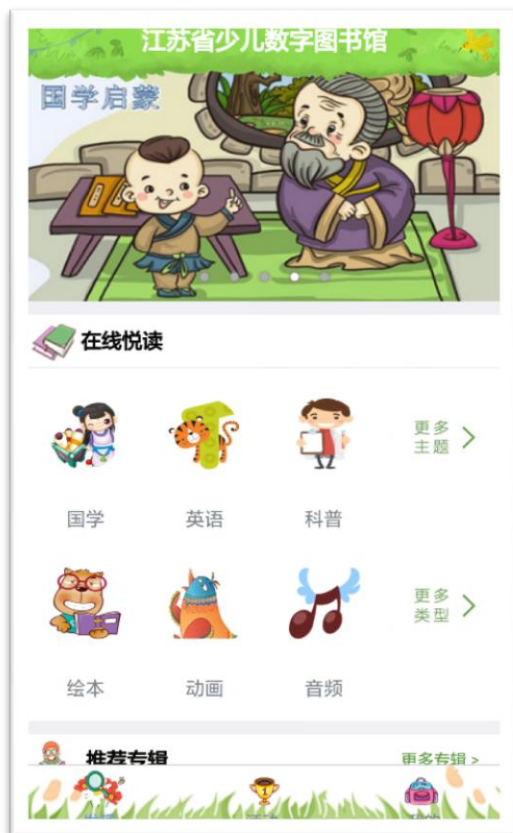 江苏省少儿数字图书馆
国学启蒙
在线悦读
国学
英语
科普
更多
主题
绘本
动画
音频
更多
类型
推荐专辑
更多专辑 >